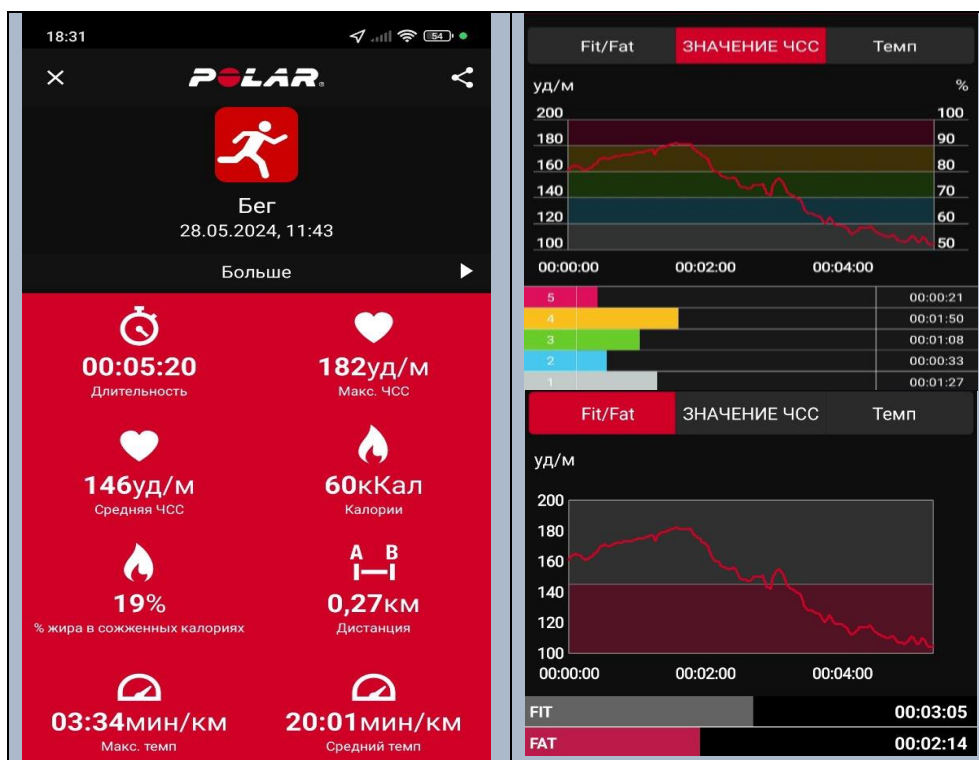 18:31
54
POLAR
Бег
28.05.2024, 11:43
Больше
00:05:20
Длительность
182уд/м
Макс. ЧСС
146уд/м
Средняя ЧСС
60кКал
Калории
19%
% жира в сожженных калориях
A B
0,27км
Дистанция
03:34мин/км
Макс. темп
20:01мин/км
Средний темп
Fit/Fat ЗНАЧЕНИЕ ЧСС Темп
уд/м %
200 100
180 90
160 80
140 70
120 60
100 50
00:00:00 00:02:00 00:04:00
5 00:00:21
4 00:01:50
3 00:01:08
2 00:00:33
1 00:01:27
Fit/Fat ЗНАЧЕНИЕ ЧСС Темп
уд/м
200
180
160
140
120
100
00:00:00 00:02:00 00:04:00
FIT 00:03:05
FAT 00:02:14